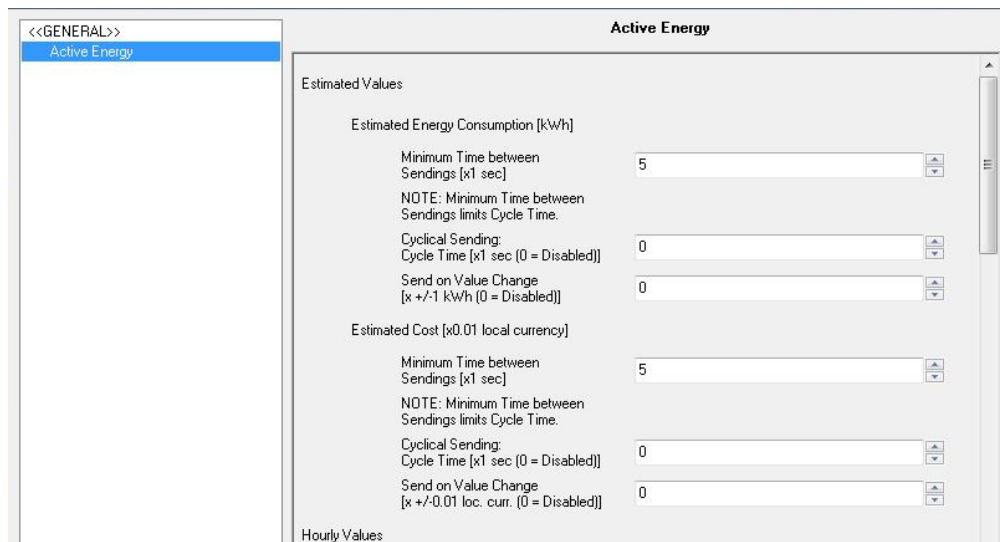 <<GENERAL>>
Active Energy
Active Energy
Estimated Values
Estimated Energy Consumption [kWh]
Minimum Time between
Sendings [x1 sec]
5
NOTE: Minimum Time between
Sendings limits Cycle Time.
Cyclical Sending:
Cycle Time [x1 sec (0 = Disabled)]
0
Send on Value Change
[x +/-1 kWh (0 = Disabled)]
0
Estimated Cost [x0.01 local currency]
Minimum Time between
Sendings [x1 sec]
5
NOTE: Minimum Time between
Sendings limits Cycle Time.
Cyclical Sending:
Cycle Time [x1 sec (0 = Disabled)]
0
Send on Value Change
[x +/-0.01 loc. curr. (0 = Disabled)]
0
Hourly Values